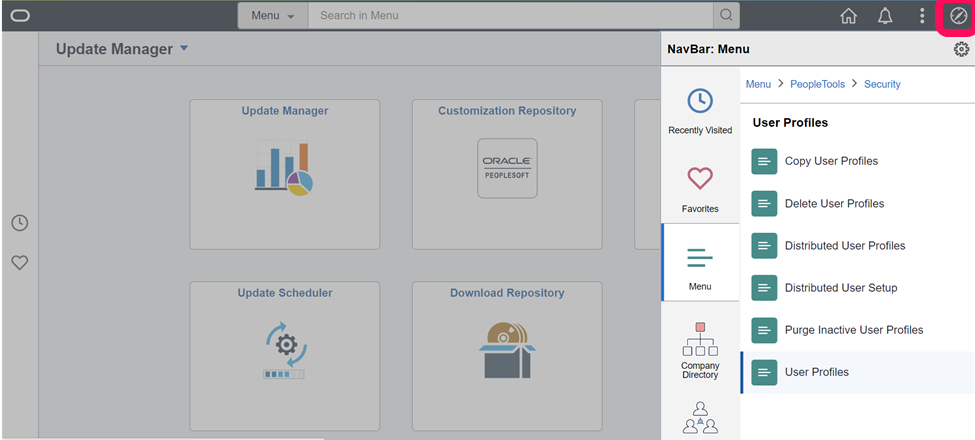 Menu
Search in Menu
Update Manager
Update Manager
Customization Repository
ORACLE
PEOPLESOFT
Update Scheduler
Download Repository
NavBar: Menu
Recently Visited
Favorites
Menu
Company
Directory
Menu > PeopleTools > Security
User Profiles
Copy User Profiles
Delete User Profiles
Distributed User Profiles
Distributed User Setup
Purge Inactive User Profiles
User Profiles